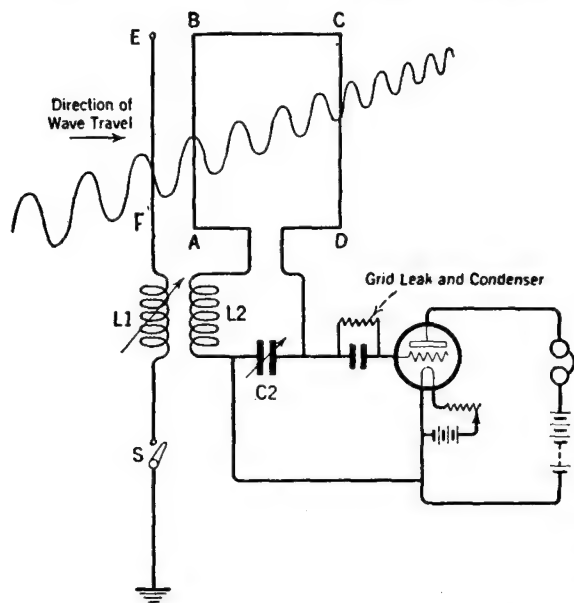 E
B
C
Direction of
Wave Travel
F
A
D
Grid Leak and Condenser
L1
L2
C2
S